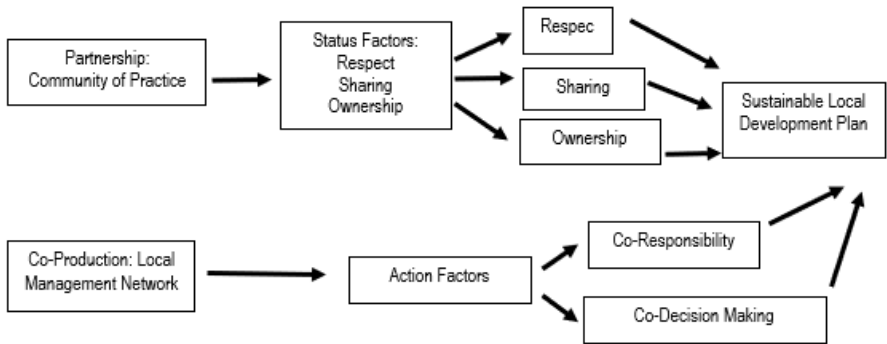 Partnership:
Community of Practice
Status Factors:
Respect
Sharing
Ownership
Respec
Sharing
Ownership
Sustainable Local
Development Plan
Co-Production: Local
Management Network
Action Factors
Co-Responsibility
Co-Decision Making